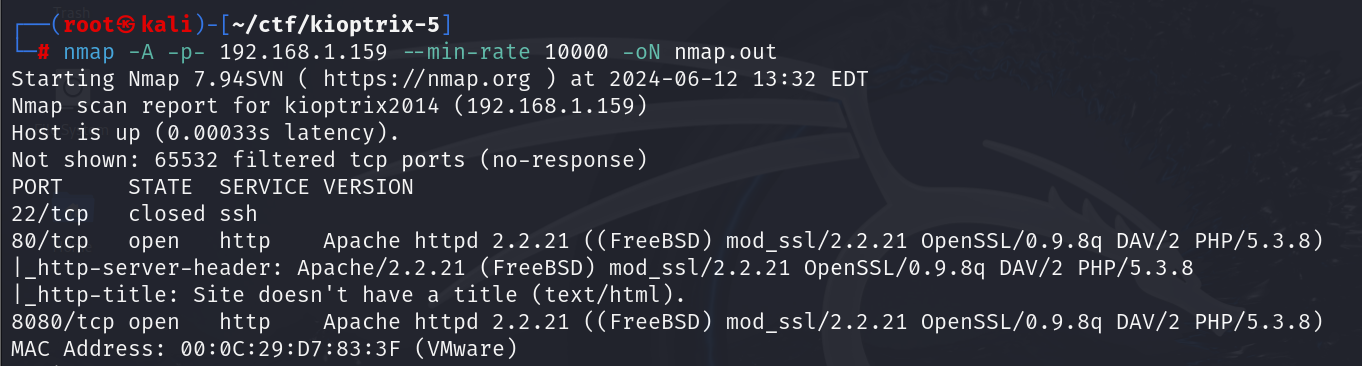 ┌──(root㉿kali)-[~/ctf/kioptrix-5]
└─# nmap -A -p- 192.168.1.159 --min-rate 10000 -oN nmap.out
Starting Nmap 7.94SVN ( https://nmap.org ) at 2024-06-12 13:32 EDT
Nmap scan report for kioptrix2014 (192.168.1.159)
Host is up (0.00033s latency).
Not shown: 65532 filtered tcp ports (no-response)
PORT     STATE  SERVICE VERSION
22/tcp   closed ssh
80/tcp   open   http    Apache httpd 2.2.21 ((FreeBSD) mod_ssl/2.2.21 OpenSSL/0.9.8q DAV/2 PHP/5.3.8)
|_http-server-header: Apache/2.2.21 (FreeBSD) mod_ssl/2.2.21 OpenSSL/0.9.8q DAV/2 PHP/5.3.8
|_http-title: Site doesn't have a title (text/html).
8080/tcp open   http    Apache httpd 2.2.21 ((FreeBSD) mod_ssl/2.2.21 OpenSSL/0.9.8q DAV/2 PHP/5.3.8)
MAC Address: 00:0C:29:D7:83:3F (VMware)